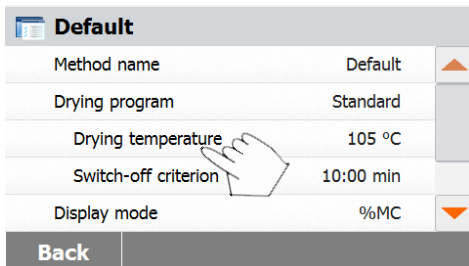 Default
Method name Default
Drying program Standard
Drying temperature 105 ºC
Switch-off criterion 10:00 min
Display mode %MC
Back